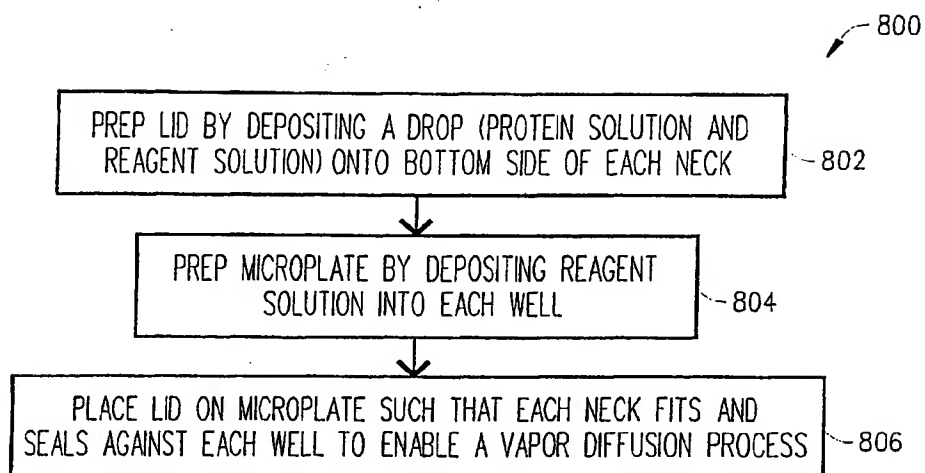 800
PREP LID BY DEPOSITING A DROP (PROTEIN SOLUTION AND
REAGENT SOLUTION) ONTO BOTTOM SIDE OF EACH NECK
802
PREP MICROPLATE BY DEPOSITING REAGENT
SOLUTION INTO EACH WELL
804
PLACE LID ON MICROPLATE SUCH THAT EACH NECK FITS AND
SEALS AGAINST EACH WELL TO ENABLE A VAPOR DIFFUSION PROCESS
806